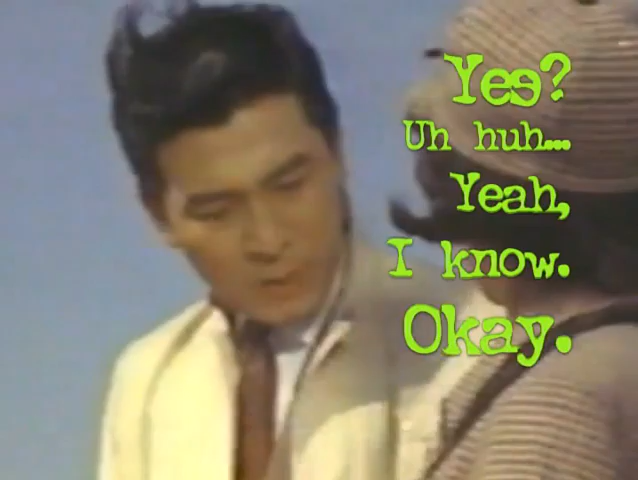 Yes?
Uh huh...
Yeah,
I know.
Okay.